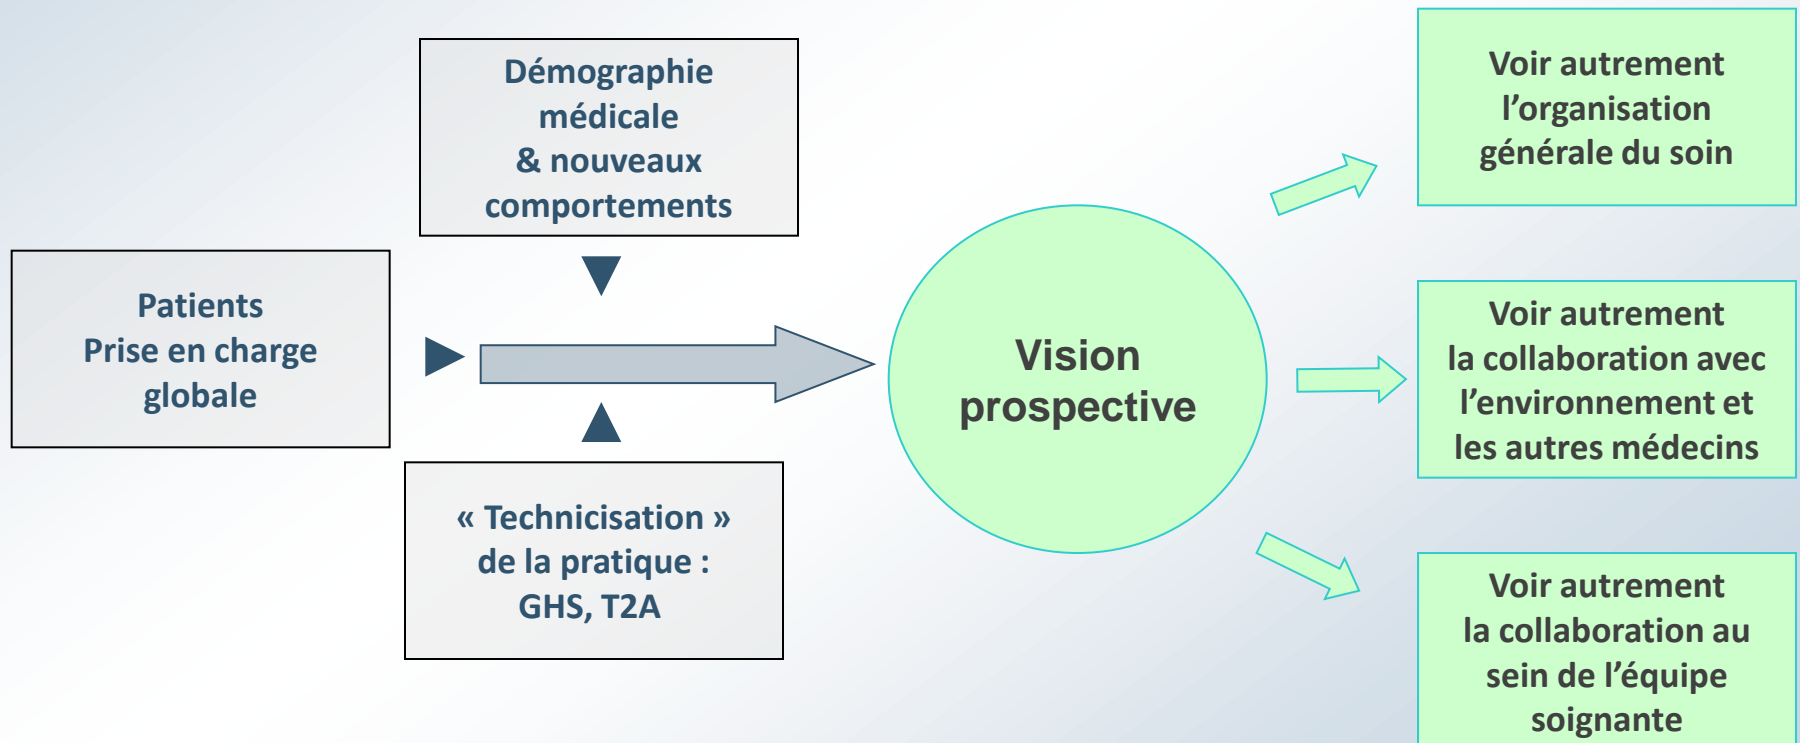 Démographie
médicale
& nouveaux
comportements
Patients
Prise en charge
globale
« Technicisation »
de la pratique :
GHS, T2A
Vision
prospective
Voir autrement
l’organisation
générale du soin
Voir autrement
la collaboration avec
l’environnement et
les autres médecins
Voir autrement
la collaboration au
sein de l’équipe
soignante